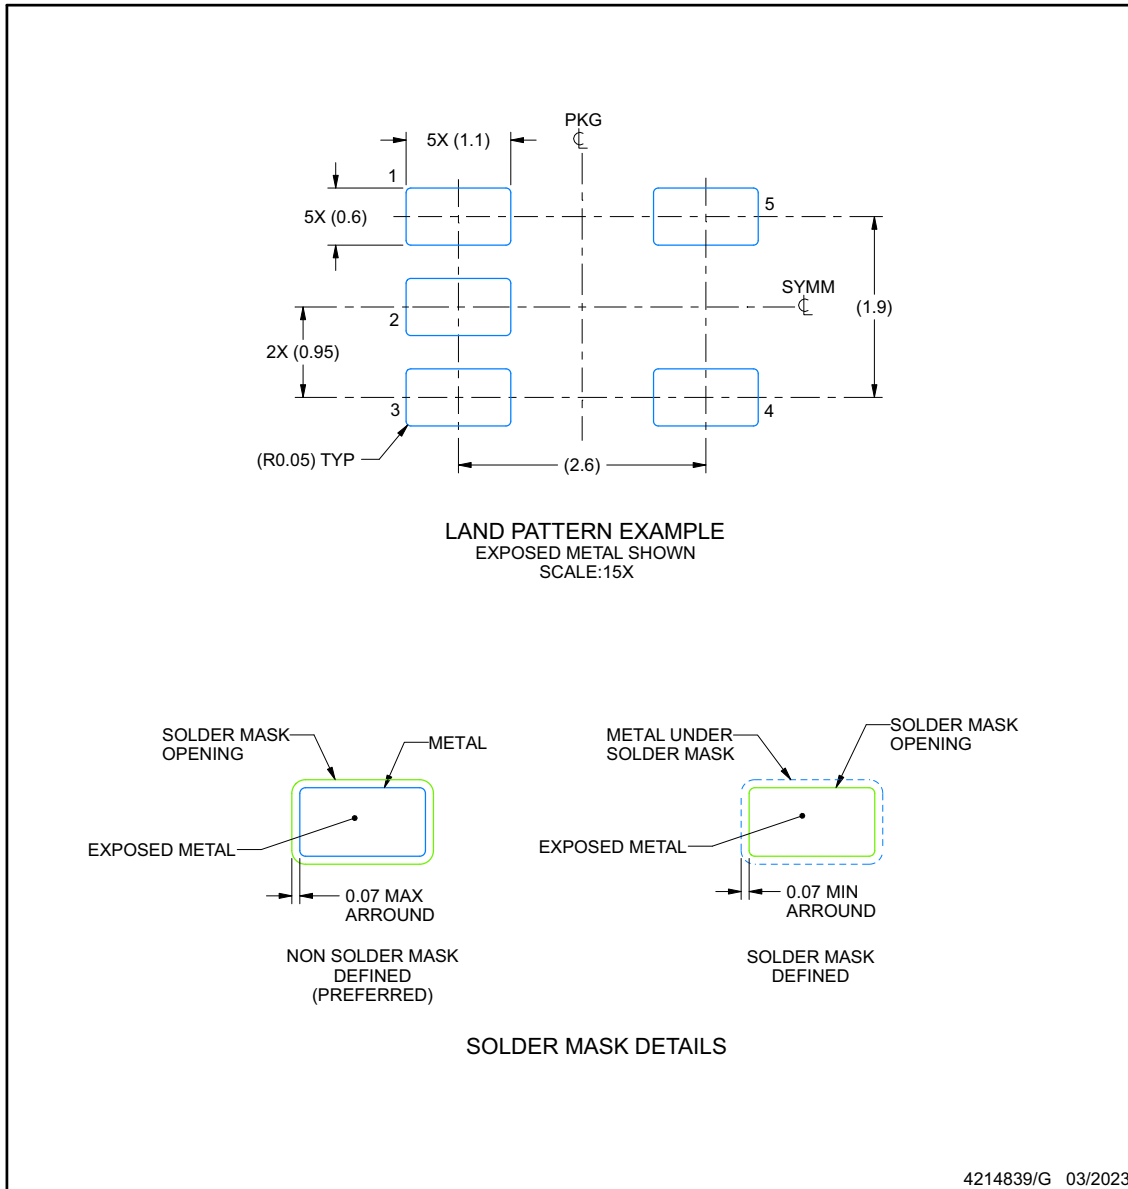 PKG
℄
5X (1.1)
1
5X (0.6)
5
SYMM
℄
(1.9)
2
2X (0.95)
3
4
(R0.05) TYP
(2.6)
LAND PATTERN EXAMPLE
EXPOSED METAL SHOWN
SCALE:15X
SOLDER MASK
OPENING
METAL
EXPOSED METAL
0.07 MAX
ARROUND
NON SOLDER MASK
DEFINED
(PREFERRED)
METAL UNDER
SOLDER MASK
SOLDER MASK
OPENING
EXPOSED METAL
0.07 MIN
ARROUND
SOLDER MASK
DEFINED
SOLDER MASK DETAILS
4214839/G 03/2023